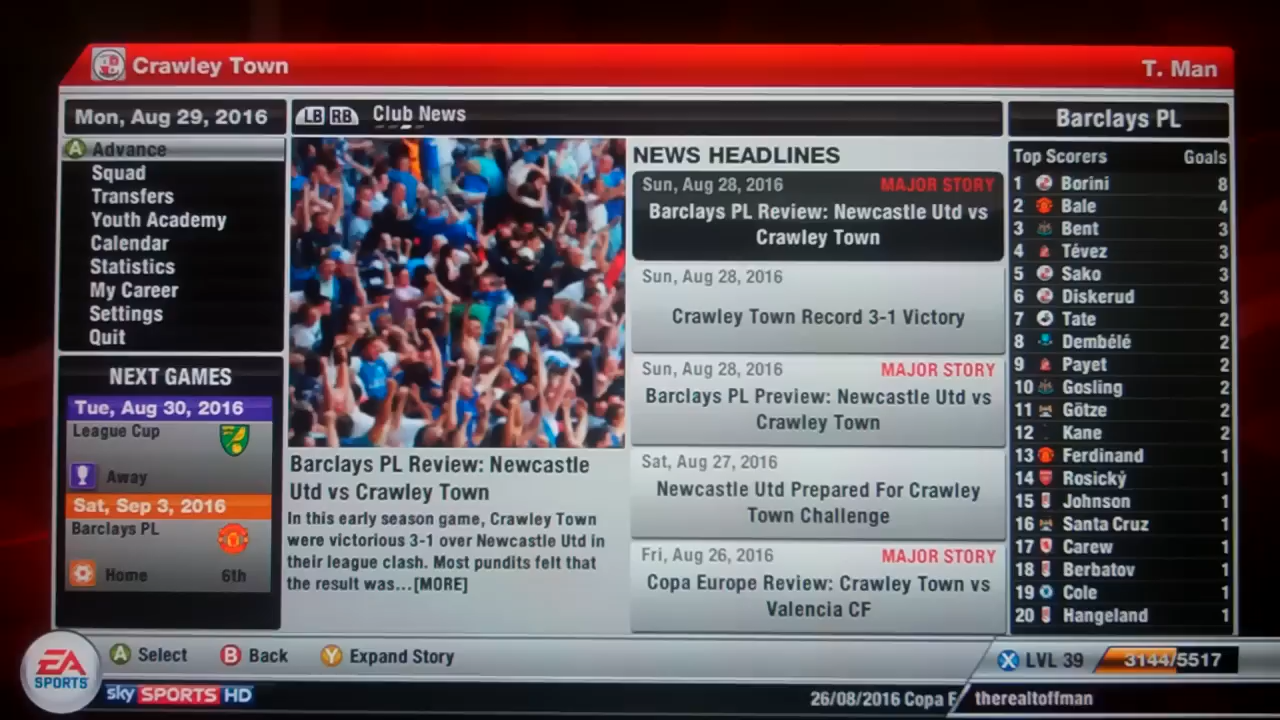 Crawley Town
T. Man
Mon, Aug 29, 2016
LB RB Club News
Barclays PL
A Advance
Squad
Transfers
Youth Academy
Calendar
Statistics
My Career
Settings
Quit
NEXT GAMES
Tue, Aug 30, 2016
League Cup
Away
Sat, Sep 3, 2016
Barclays PL
Home 6th
Barclays PL Review: Newcastle
Utd vs Crawley Town
In this early season game, Crawley Town
were victorious 3-1 over Newcastle Utd in
their league clash. Most pundits felt that
the result was...[MORE]
NEWS HEADLINES
Sun, Aug 28, 2016 MAJOR STORY
Barclays PL Review: Newcastle Utd vs
Crawley Town
Sun, Aug 28, 2016
Crawley Town Record 3-1 Victory
Sun, Aug 28, 2016 MAJOR STORY
Barclays PL Preview: Newcastle Utd vs
Crawley Town
Sat, Aug 27, 2016
Newcastle Utd Prepared For Crawley
Town Challenge
Fri, Aug 26, 2016 MAJOR STORY
Copa Europe Review: Crawley Town vs
Valencia CF
Top Scorers Goals
1 Borini 8
2 Bale 4
3 Bent 3
4 Tévez 3
5 Sako 3
6 Diskerud 3
7 Tate 2
8 Dembélé 2
9 Payet 2
10 Gosling 2
11 Götze 2
12 Kane 2
13 Ferdinand 1
14 Rosický 1
15 Johnson 1
16 Santa Cruz 1
17 Carew 1
18 Berbatov 1
19 Cole 1
20 Hangeland 1
A Select B Back Y Expand Story
X LVL 39 3144/5517
EA
SPORTS
sky SPORTS HD
26/08/2016 Copa
therealtoffman